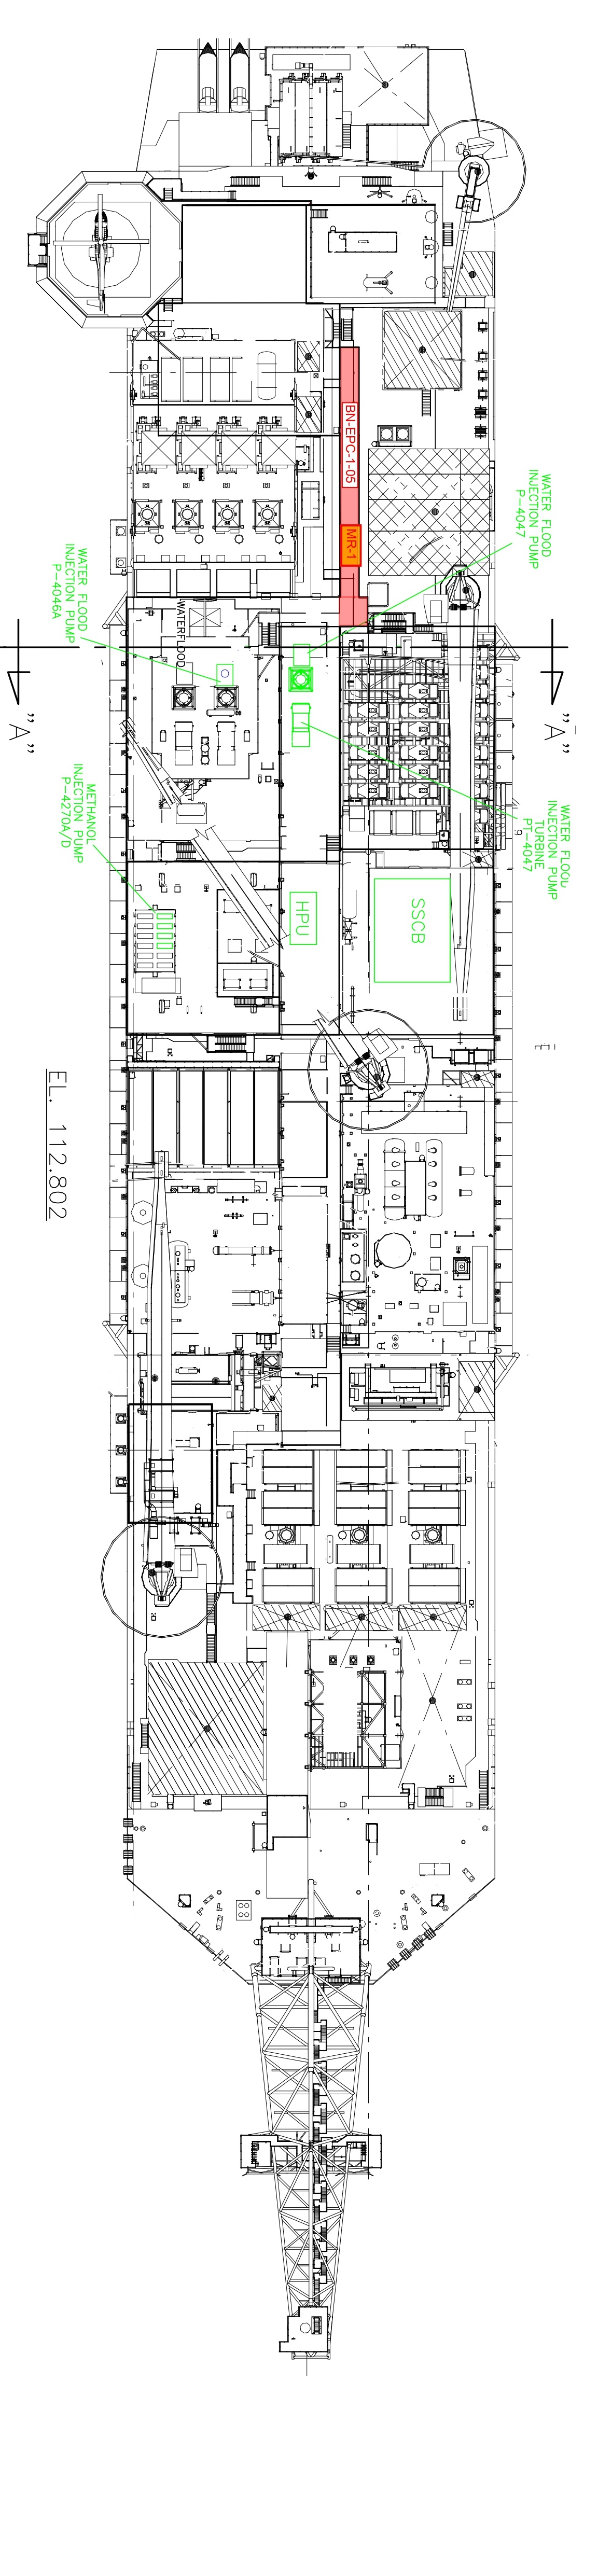 BN-EPC-1-05
MR-1
WATER FLOOD
INJECTION PUMP
P-4047
WATER FLOOD
INJECTION PUMP
P-4046A
WATERFLOOD
"A"
"A"
WATER FLOOD
INJECTION PUMP
TURBINE
PT-4047
METHANOL
INJECTION PUMP
P-4270A/D
HPU
SSCB
EL. 112.802